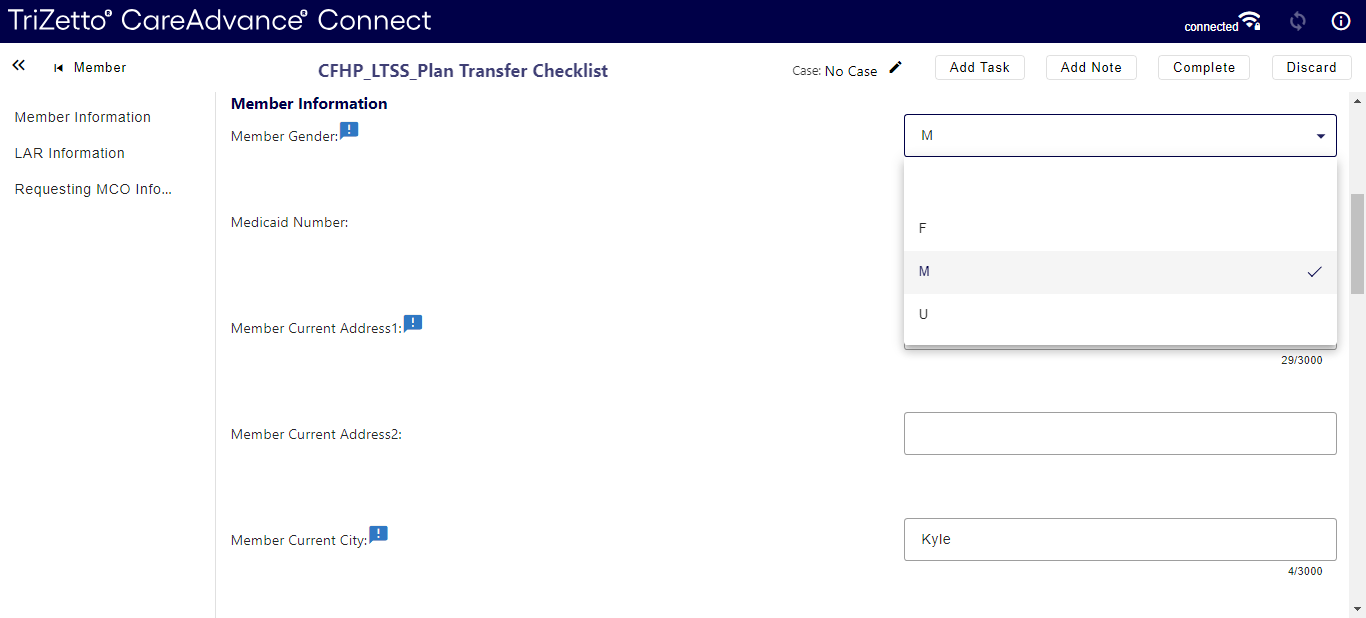 TriZetto® CareAdvance® Connect
connected
Member
CFHP_LTSS_Plan Transfer Checklist
Case: No Case
Add Task
Add Note
Complete
Discard
Member Information
LAR Information
Requesting MCO Info...
Member Information
Member Gender:
M
F
M
U
Medicaid Number:
Member Current Address1:
29/3000
Member Current Address2:
Member Current City:
Kyle
4/3000